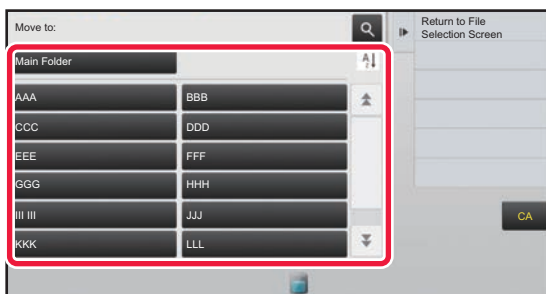 Move to:
Return to File
Selection Screen
Main Folder
AAA
BBB
CCC
DDD
EEE
FFF
GGG
HHH
III III
JJJ
KKK
LLL
CA